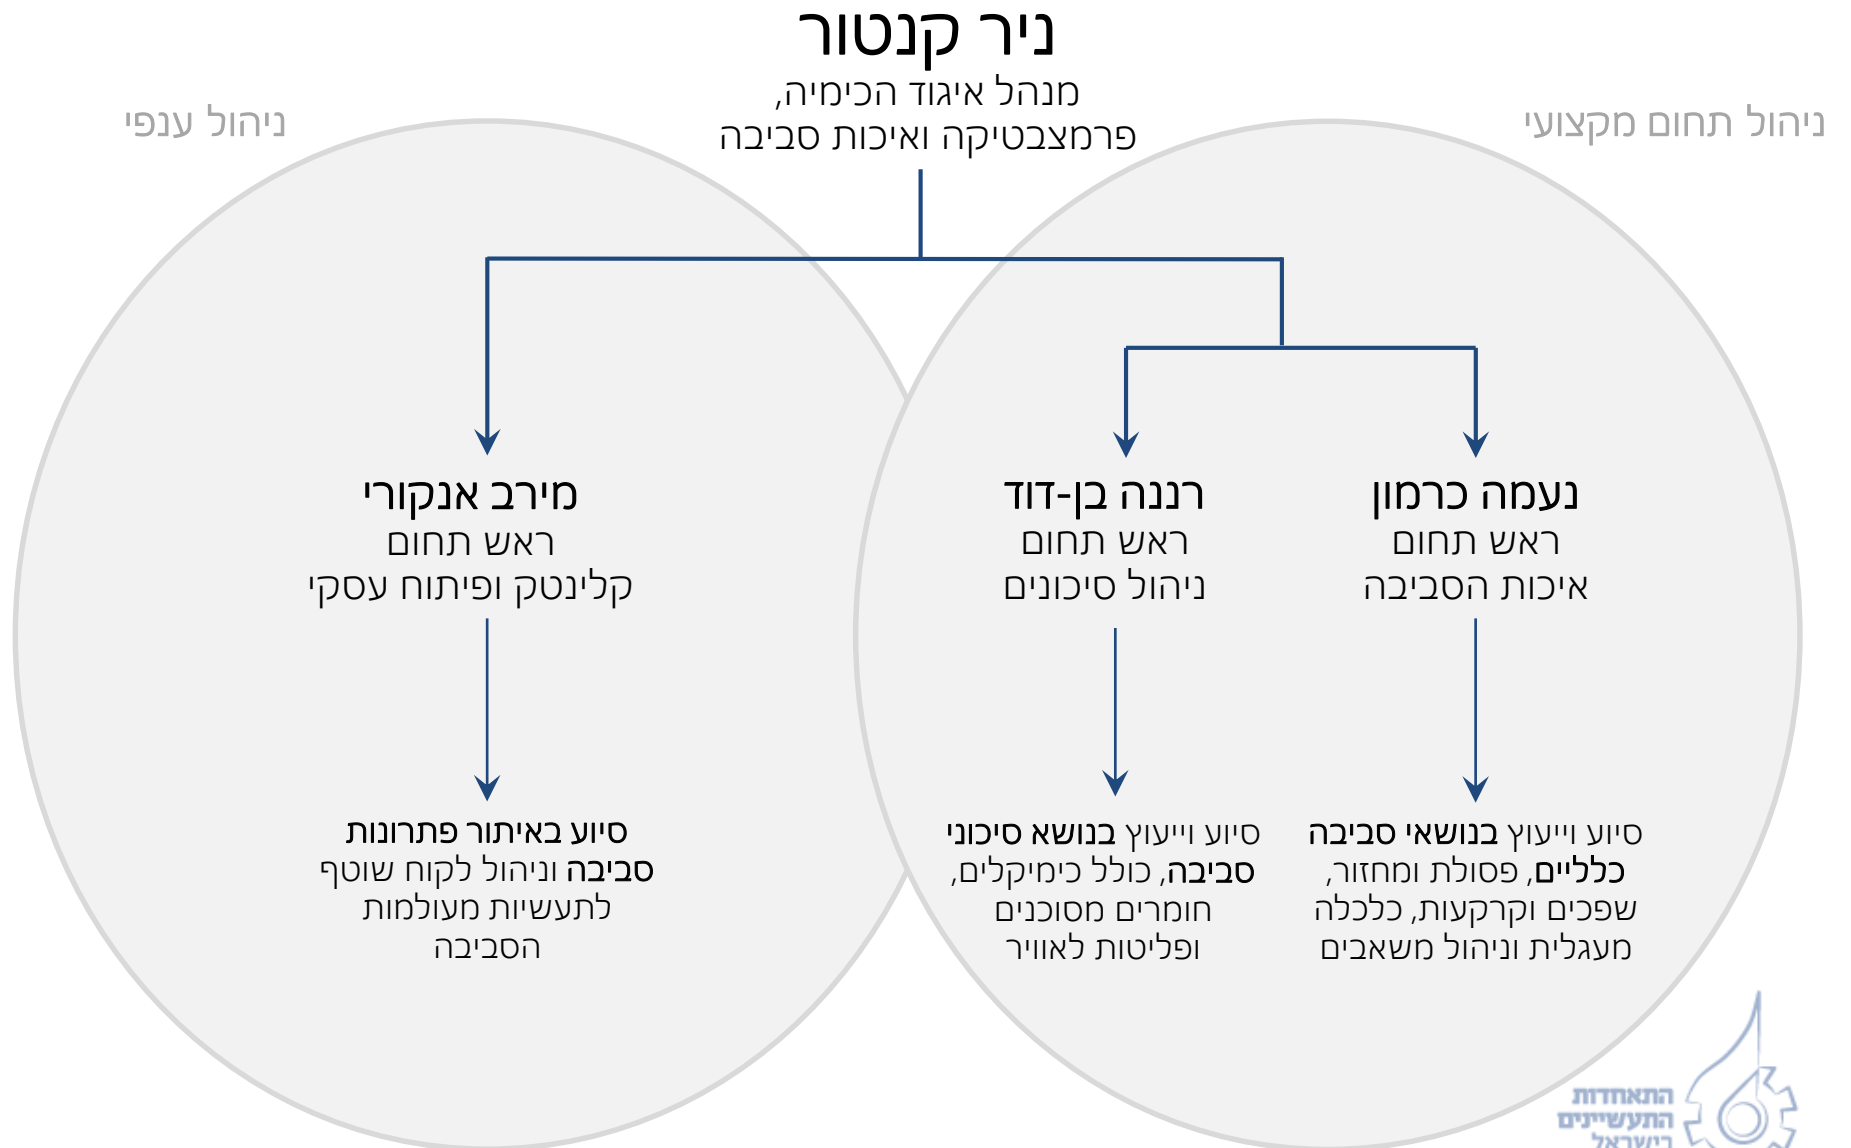 ניר קנטור
מנהל איגוד הכימיה,
פרמצבטיקה ואיכות סביבה
ניהול תחום מקצועי
ניהול ענפי
נעמה כרמון
ראש תחום
איכות הסביבה
סיוע וייעוץ בנושאי סביבה
כלליים, פסולת ומחזור,
שפכים וקרקעות, כלכלה
מעגלית וניהול משאבים
רננה בן-דוד
ראש תחום
ניהול סיכונים
סיוע וייעוץ בנושא סיכוני
סביבה, כולל כימיקלים,
חומרים מסוכנים
ופליטות לאוויר
מירב אנקורי
ראש תחום
קלינטק ופיתוח עסקי
סיוע באיתור פתרונות
סביבה וניהול לקוח שוטף
לתעשיות מעולמות
הסביבה
התאחדות
התעשיינים
בישראל